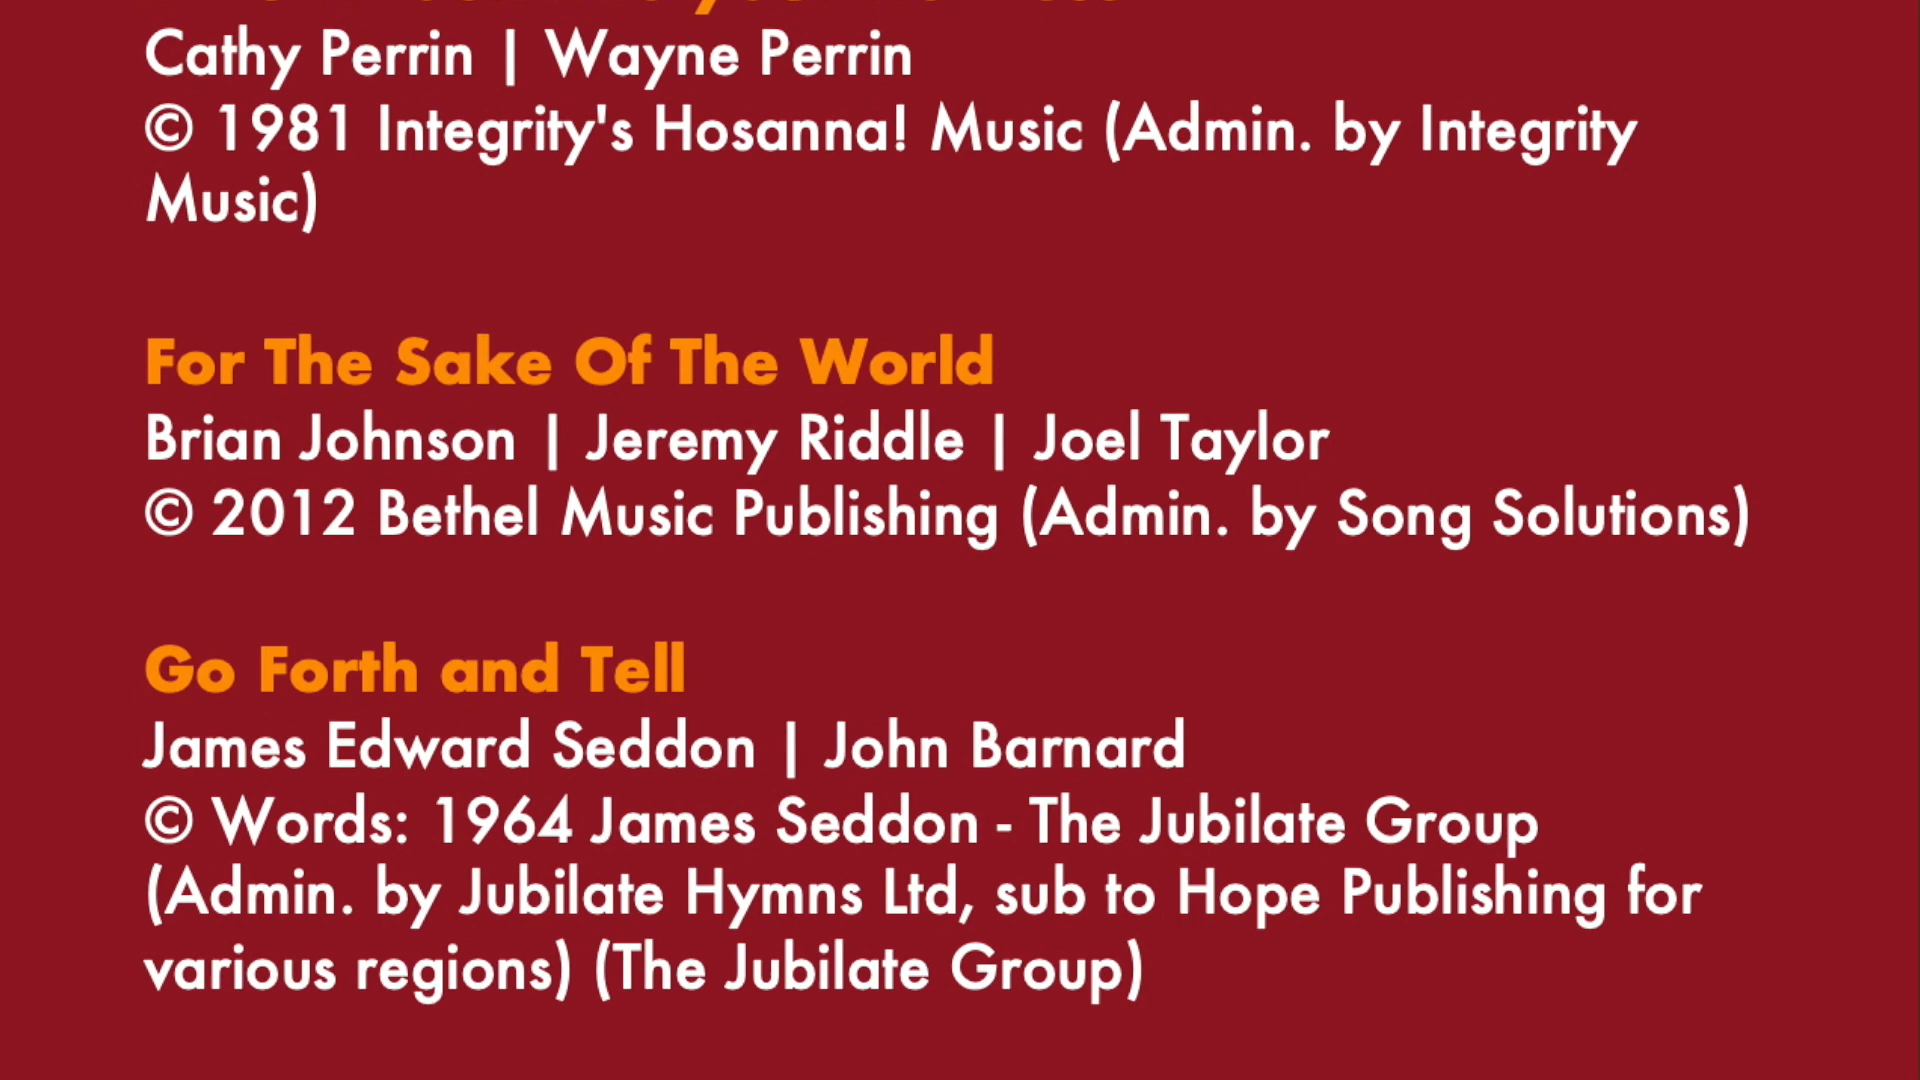 Cathy Perrin | Wayne Perrin
© 1981 Integrity's Hosanna! Music (Admin. by Integrity
Music)
For The Sake Of The World
Brian Johnson | Jeremy Riddle | Joel Taylor
© 2012 Bethel Music Publishing (Admin. by Song Solutions)
Go Forth and Tell
James Edward Seddon | John Barnard
© Words: 1964 James Seddon - The Jubilate Group
(Admin. by Jubilate Hymns Ltd, sub to Hope Publishing for
various regions) (The Jubilate Group)